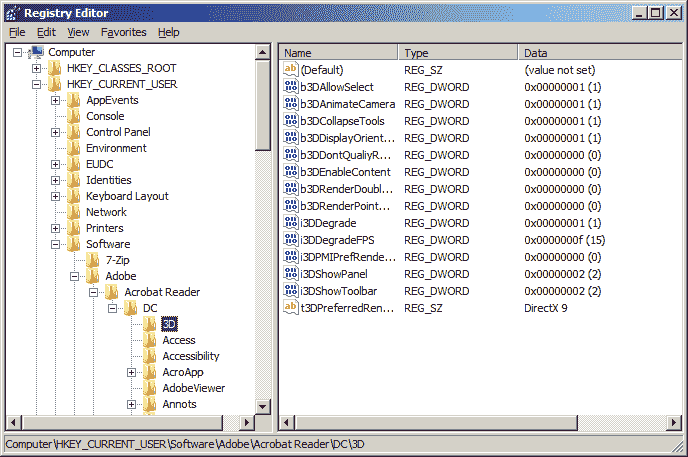 Registry Editor
File Edit View Favorites Help
Computer
HKEY_CLASSES_ROOT
HKEY_CURRENT_USER
AppEvents
Console
Control Panel
Environment
EUDC
Identities
Keyboard Layout
Network
Printers
Software
7-Zip
Adobe
Acrobat Reader
DC
3D
Access
Accessibility
AcroApp
AdobeViewer
Annots
Name Type Data
(Default) REG_SZ (value not set)
b3DAllowSelect REG_DWORD 0x00000001 (1)
b3DAnimateCamera REG_DWORD 0x00000001 (1)
b3DCollapseTools REG_DWORD 0x00000001 (1)
b3DDisplayOrient... REG_DWORD 0x00000001 (1)
b3DDontQualiyR... REG_DWORD 0x00000000 (0)
b3DEnableContent REG_DWORD 0x00000000 (0)
b3DRenderDoubl... REG_DWORD 0x00000000 (0)
b3DRenderPoint... REG_DWORD 0x00000000 (0)
i3DDegrade REG_DWORD 0x00000001 (1)
i3DDegradeFPS REG_DWORD 0x0000000f (15)
i3DPMIPrefRende... REG_DWORD 0x00000000 (0)
i3DShowPanel REG_DWORD 0x00000002 (2)
i3DShowToolbar REG_DWORD 0x00000002 (2)
t3DPreferredRen... REG_SZ DirectX 9
Computer\HKEY_CURRENT_USER\Software\Adobe\Acrobat Reader\DC\3D